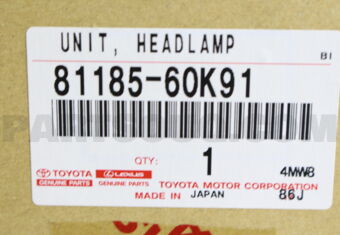 UNIT, HEADLAMP
BI
81185-60K91
QTY:
1
4MW8
TOYOTA
GENUINE PARTS
LEXUS
GENUINE PARTS
TOYOTA MOTOR CORPORATION
MADE IN JAPAN
86J